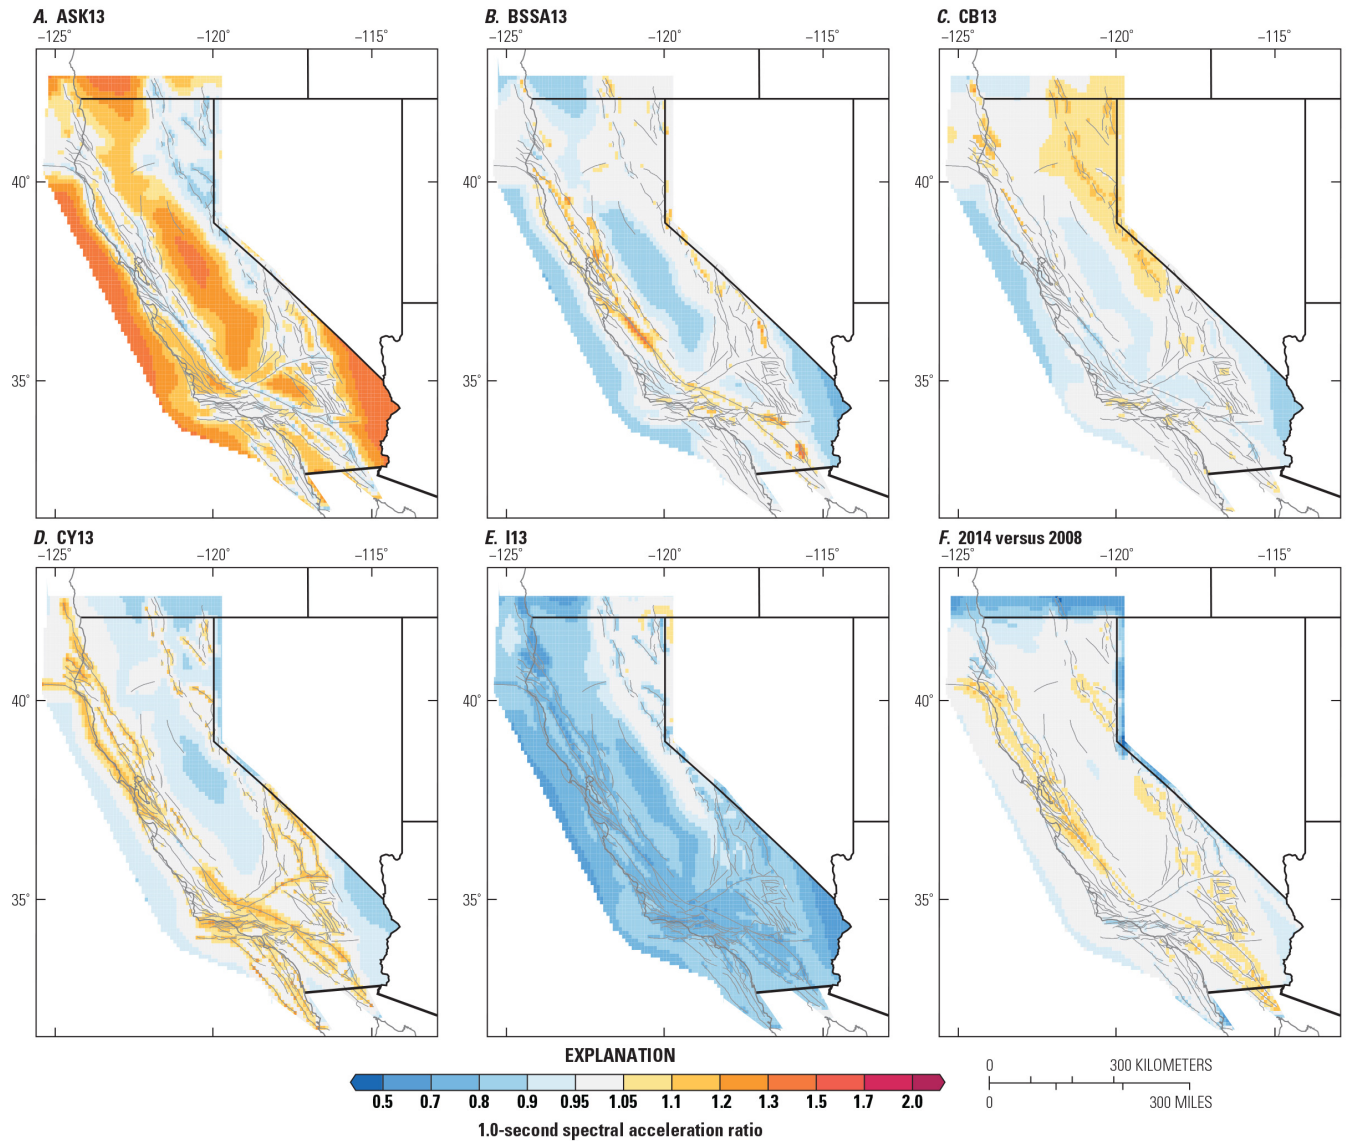 A. ASK13
B. BSSA13
C. CB13
−125 −120° −115°
−125° −120° −115°
−125° −120° −115°
40°
40°
40°
35°
35°
35°
D. CY13
E. I13
F. 2014 versus 2008
−125° −120° −115°
−125° −120° −115°
−125° −120° −115°
40°
40°
40°
35°
35°
35°
EXPLANATION
0.5 0.7 0.8 0.9 0.95 1.05 1.1 1.2 1.3 1.5 1.7 2.0
1.0-second spectral acceleration ratio
0 300 KILOMETERS
0 300 MILES